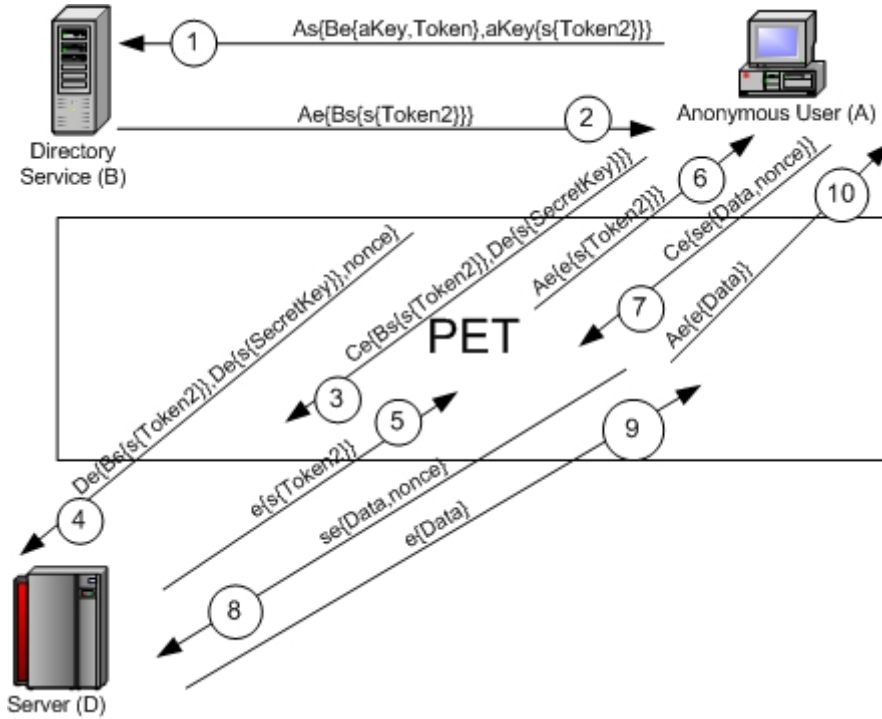 As{Be{aKey,Token},aKey{s{Token2}}}
1
Ae{Bs{s{Token2}}}
2
Directory
Service (B)
Anonymous User (A)
6
10
Ce{Bs{s{Token2}},De{s{SecretKey}}}
Ae{e{s{Token2}}}
Ce{se{Data,nonce}}
De{Bs{s{Token2}},De{s{SecretKey}},nonce}
PET
7
Ae{e{Data}}
3
5
9
e{s{Token2}}
se{Data,nonce}
e{Data}
4
8
Server (D)